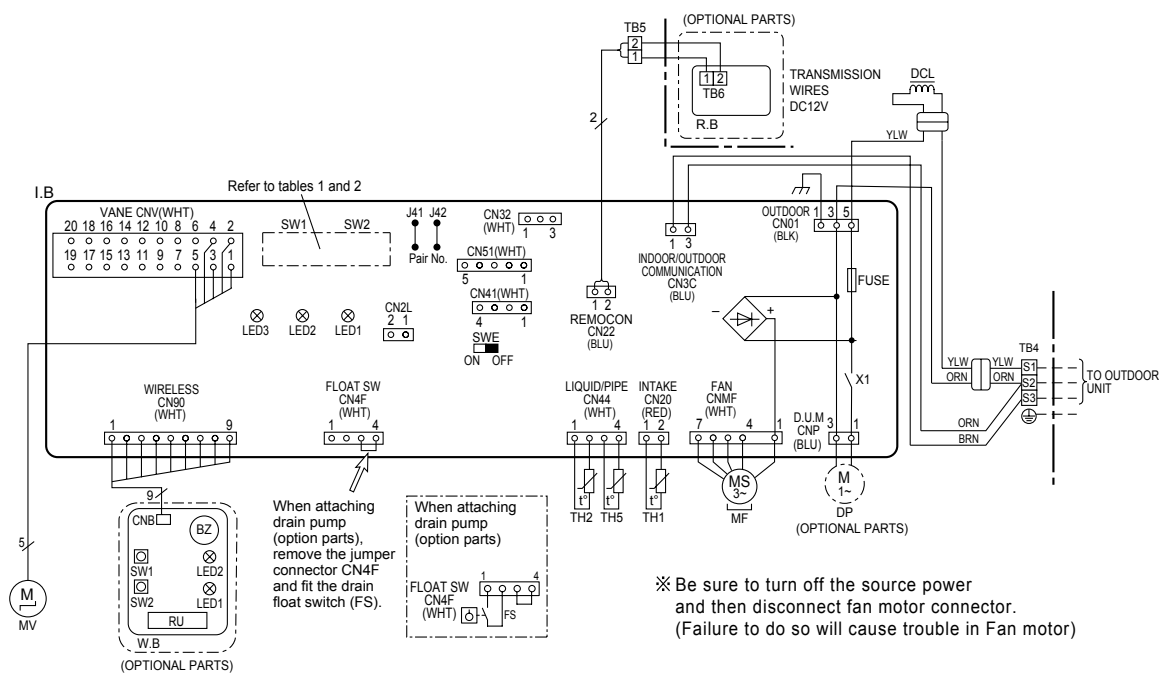 (OPTIONAL PARTS)
TB5
2
1
1 2
TB6
R.B
TRANSMISSION
WIRES
DC12V
DCL
YLW
2
I.B
Refer to tables 1 and 2
VANE CNV(WHT)
20 18 16 14 12 10 8 6 4 2
19 17 15 13 11 9 7 5 3 1
SW1 SW2
J41 J42
Pair No.
CN32
(WHT)
1 3
CN51(WHT)
5 1
CN41(WHT)
4 1
SWE
ON OFF
LED3 LED2 LED1
CN2L
2 1
1 2
REMOCON
CN22
(BLU)
1 3
INDOOR/OUTDOOR
COMMUNICATION
CN3C
(BLU)
OUTDOOR
CN01
(BLK)
1 3 5
FUSE
− +
X1
TB4
YLW YLW S1
ORN ORN S2
S3
TO OUTDOOR
UNIT
ORN
BRN
WIRELESS
CN90
(WHT)
1 9
FLOAT SW
CN4F
(WHT)
1 4
LIQUID/PIPE
CN44
(WHT)
1 4
INTAKE
CN20
(RED)
1 2
FAN
CNMF
(WHT)
7 4 1
D.U.M
CNP
(BLU)
3 1
t° t° t°
TH2 TH5 TH1
MS
3~
MF
M
1~
DP
(OPTIONAL PARTS)
5
M
MV
9
CNB
BZ
SW1
SW2
LED2
LED1
RU
W.B
(OPTIONAL PARTS)
When attaching
drain pump
(option parts),
remove the jumper
connector CN4F
and fit the drain
float switch (FS).
When attaching
drain pump
(option parts)
FLOAT SW
CN4F
(WHT)
1 4
FS
※ Be sure to turn off the source power
and then disconnect fan motor connector.
(Failure to do so will cause trouble in Fan motor)